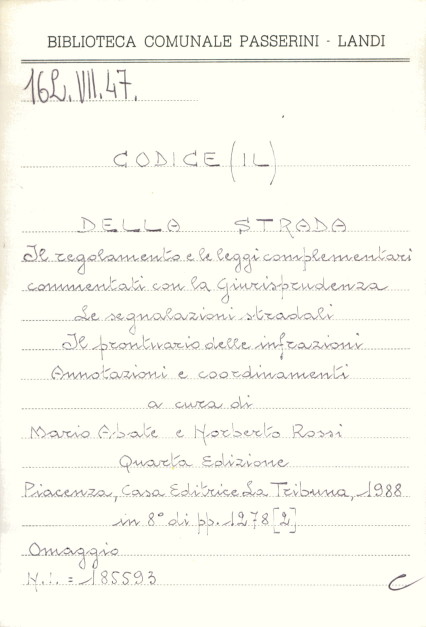 BIBLIOTECA COMUNALE PASSERINI - LANDI
162.VII.47.
CODICE (IL)
DELLA STRADA
Il regolamento e le leggi complementari
commentati con la Giurisprudenza
Le segnalazioni stradali
Il prontuario delle infrazioni
Annotazioni e coordinamenti
a cura di
Mario Abate e Norberto Rossi
Quarta Edizione
Piacenza, Casa Editrice La Tribuna, 1988
in 8° di pp. 1278 [2]
Omaggio
N.i. = 185593
C